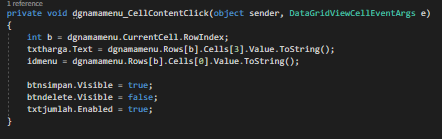 1 reference
private void dgnamamenu_CellContentClick(object sender, DataGridViewCellEventArgs e)
{
int b = dgnamamenu.CurrentCell.RowIndex;
txtharga.Text = dgnamamenu.Rows[b].Cells[3].Value.ToString();
idmenu = dgnamamenu.Rows[b].Cells[0].Value.ToString();
btnsimpan.Visible = true;
btndelete.Visible = false;
txtjumlah.Enabled = true;
}